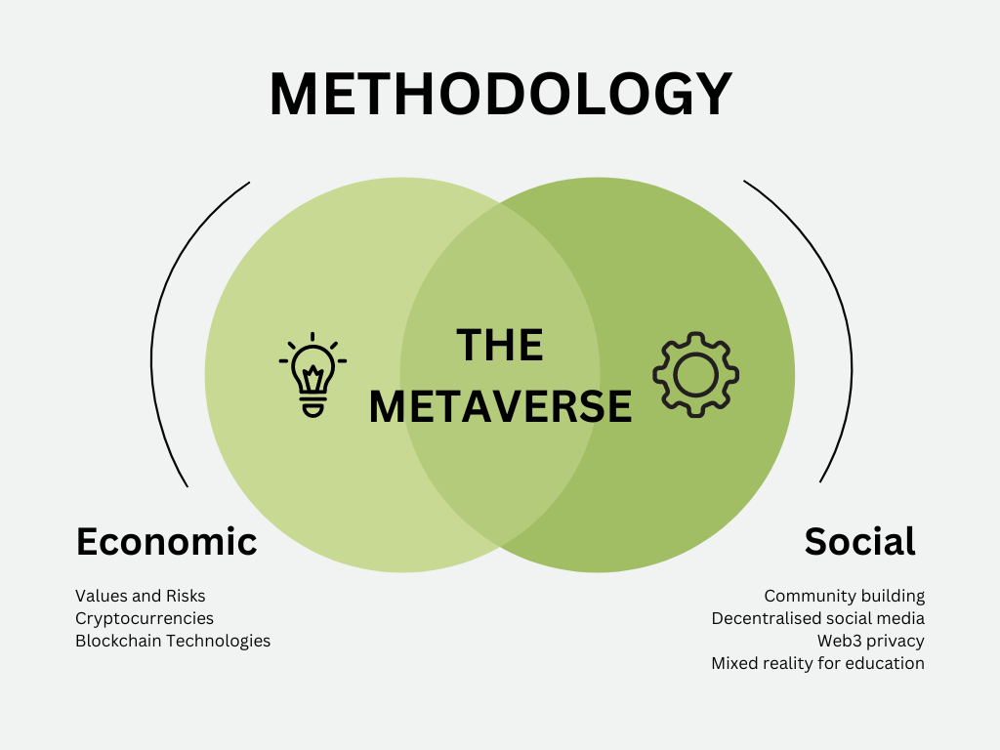 METHODOLOGY
THE
METAVERSE
Economic
Values and Risks
Cryptocurrencies
Blockchain Technologies
Social
Community building
Decentralised social media
Web3 privacy
Mixed reality for education